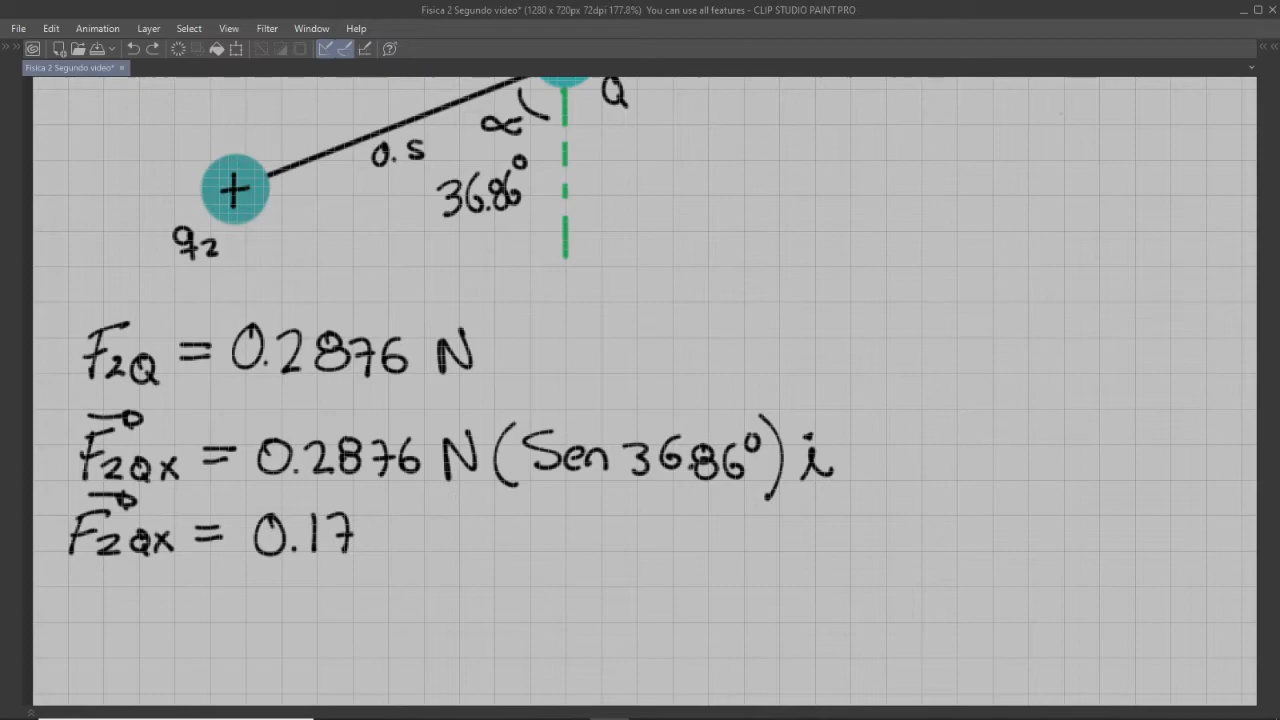 Fisica 2 Segundo video* (1280 x 720px 72dpi 177.8%) You can use all features - CLIP STUDIO PAINT PRO
File Edit Animation Layer Select View Filter Window Help
Fisica 2 Segundo video*
Q
α
0.5
36.86°
+
q2
F2Q = 0.2876 N
F2QX = 0.2876 N (Sen 36.86°) i
F2QX = 0.17